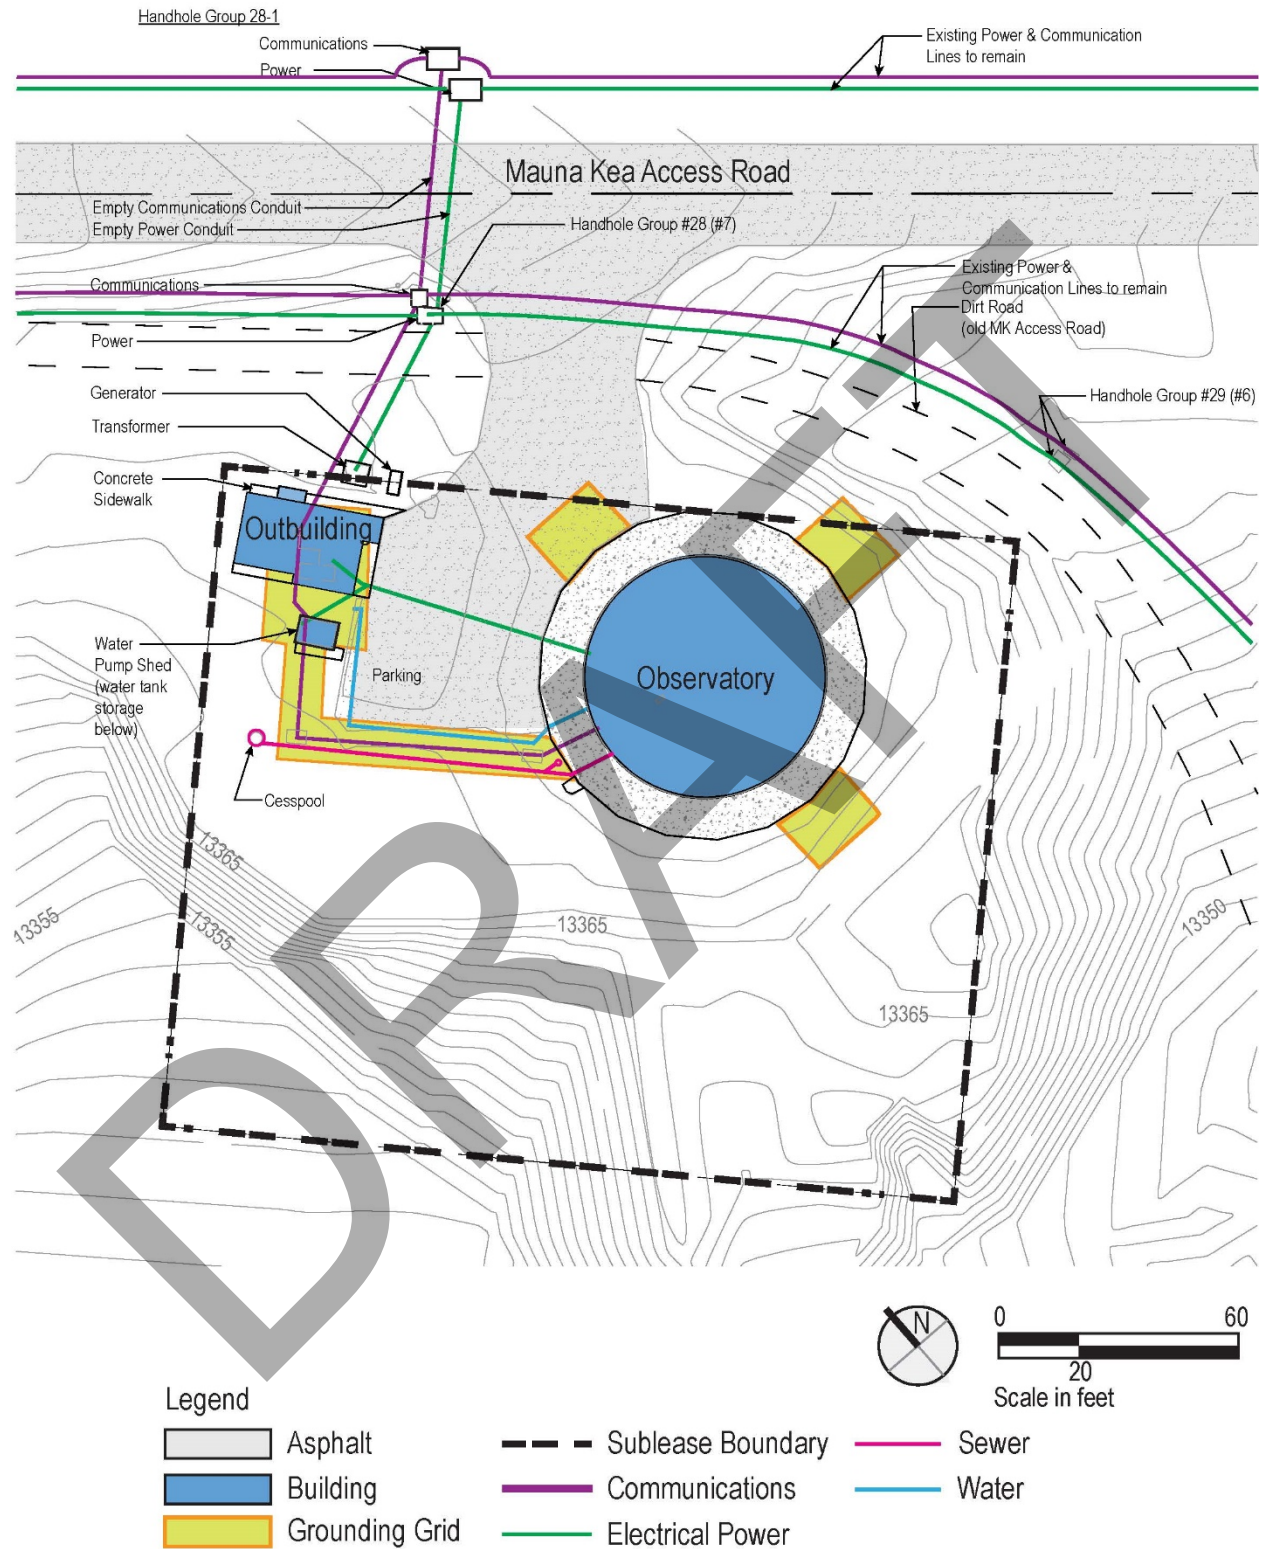 Handhole Group 28-1
Communications
Power
Existing Power & Communication
Lines to remain
Mauna Kea Access Road
Empty Communications Conduit
Empty Power Conduit
Handhole Group #28 (#7)
Communications
Power
Existing Power &
Communication Lines to remain
Dirt Road
(old MK Access Road)
Generator
Transformer
Handhole Group #29 (#6)
Concrete
Sidewalk
Outbuilding
Water
Pump Shed
(water tank
storage
below)
Parking
Observatory
Cesspool
13365
13355
13355
13365
13350
13365
DRAFT
N
0
60
20
Scale in feet
Legend
Asphalt
Building
Grounding Grid
Sublease Boundary
Communications
Electrical Power
Sewer
Water